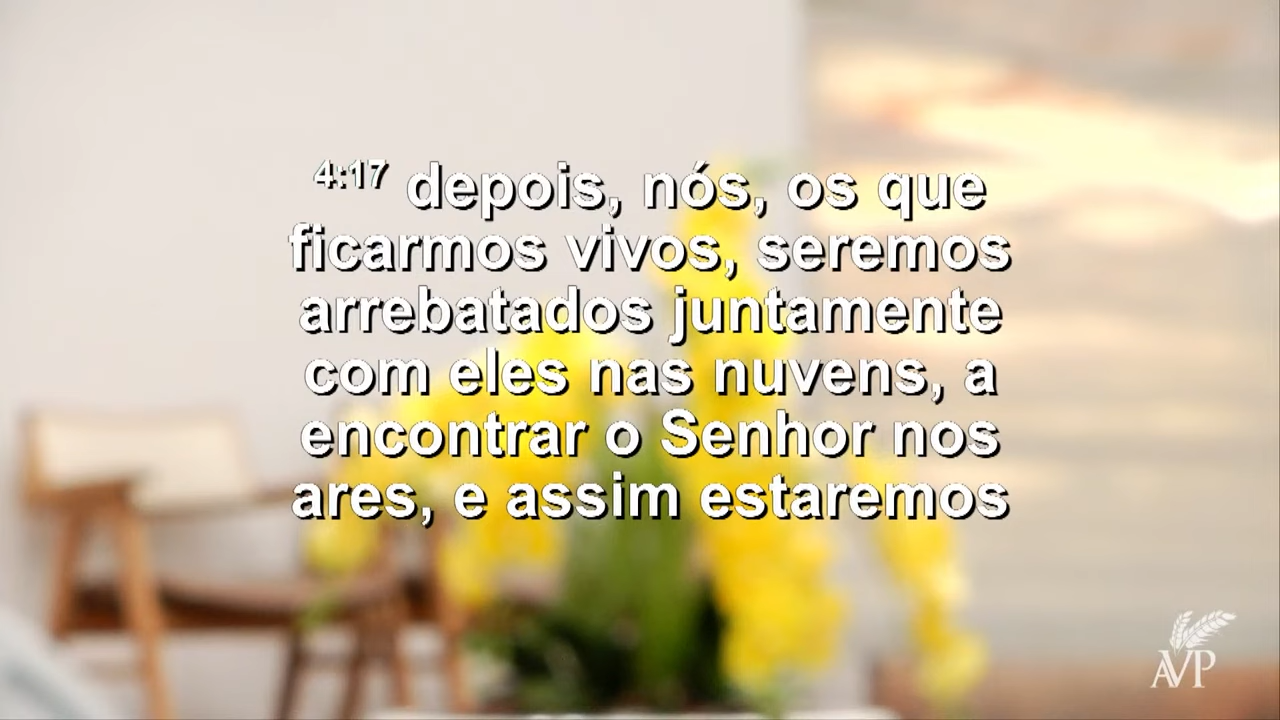 4:17 depois, nós, os que
ficarmos vivos, seremos
arrebatados juntamente
com eles nas nuvens, a
encontrar o Senhor nos
ares, e assim estaremos
AVP